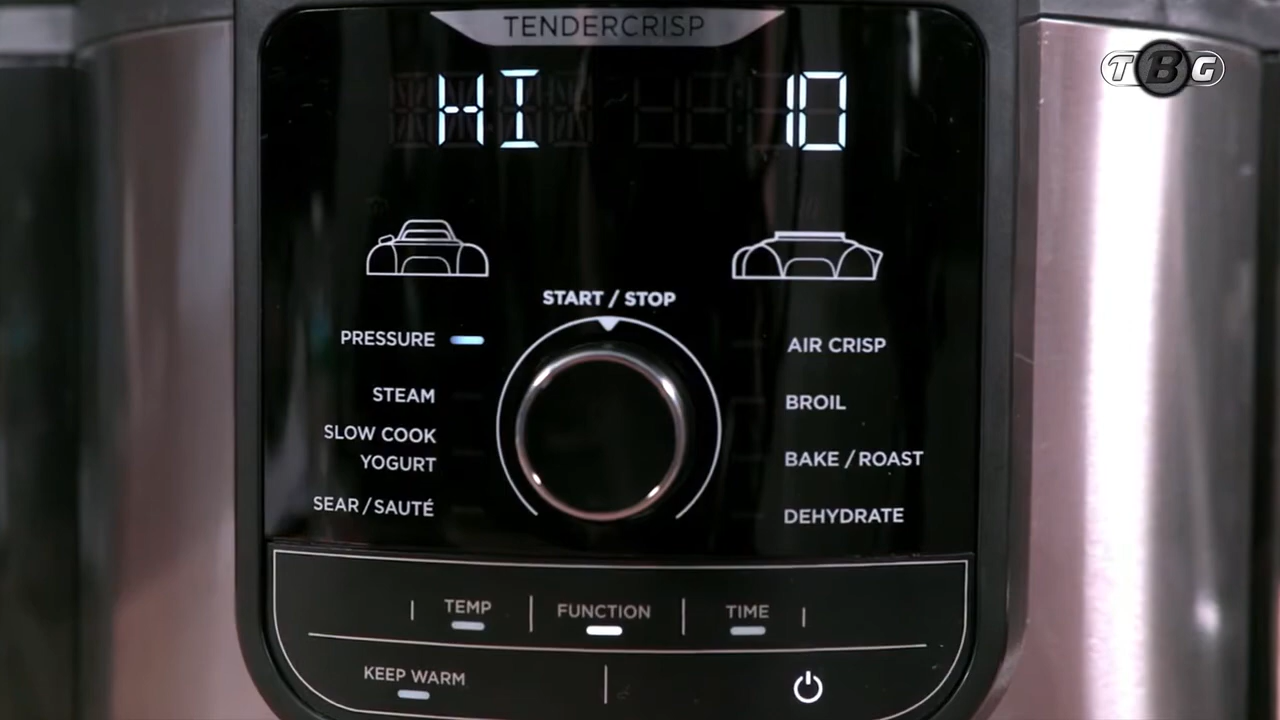 TENDERCRISP
TBG
HI 10
START / STOP
PRESSURE
AIR CRISP
STEAM
BROIL
SLOW COOK
YOGURT
BAKE / ROAST
SEAR / SAUTÉ
DEHYDRATE
TEMP
FUNCTION
TIME
KEEP WARM